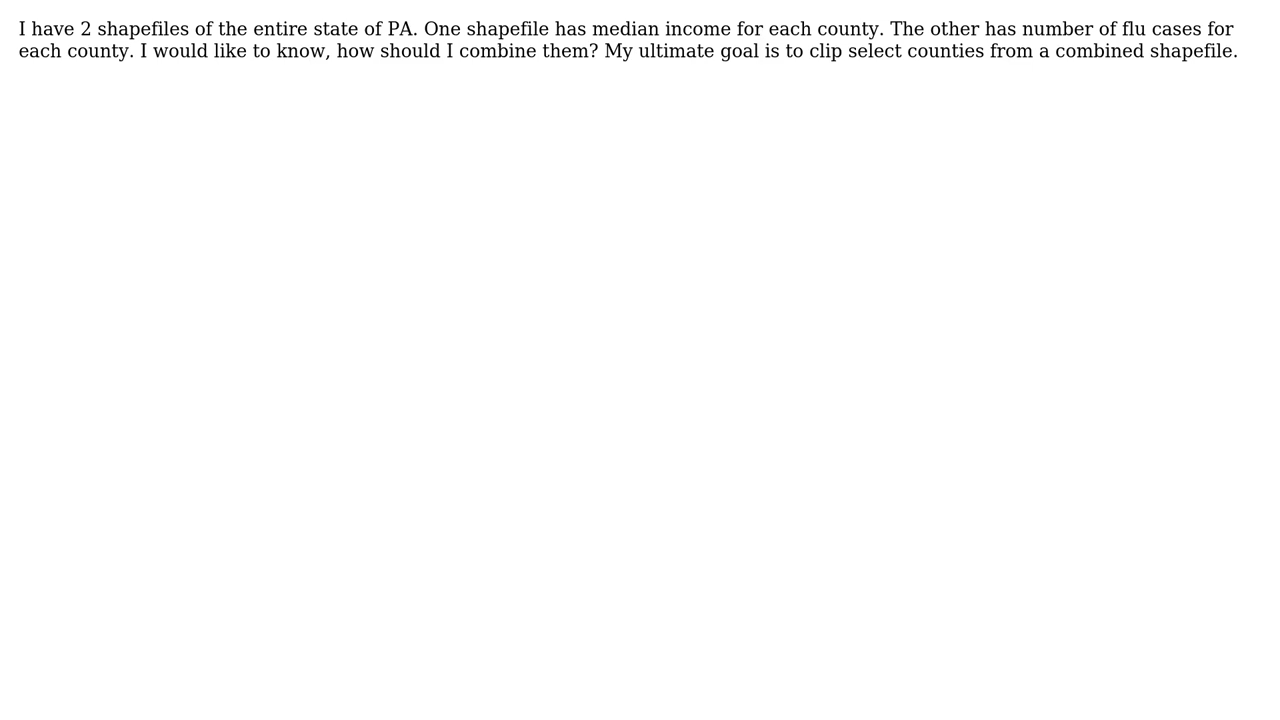 I have 2 shapefiles of the entire state of PA. One shapefile has median income for each county. The other has number of flu cases for
each county. I would like to know, how should I combine them? My ultimate goal is to clip select counties from a combined shapefile.